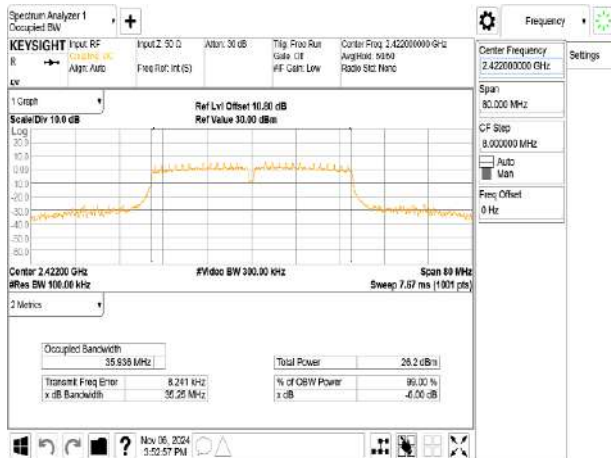 Spectrum Analyzer 1
Occupied BW
+
Frequency
KEYSIGHT
Input: RF
Coupling: DC
Align: Auto
Input Z: 50 Ω
Freq Ref: Int (S)
Atten: 30 dB
Trig: Free Run
Gate: Off
#IF Gain: Low
Center Freq: 2.422000000 GHz
Avg|Hold: 50/50
Radio Std: None
R
Center Frequency
2.422000000 GHz
Settings
Span
80.000 MHz
CF Step
8.000000 MHz
Auto
Man
Freq Offset
0 Hz
1 Graph
Scale/Div 10.0 dB
Ref Lvl Offset 10.80 dB
Ref Value 30.00 dBm
Log
20.0
10.0
0.00
-10.0
-20.0
-30.0
-40.0
-50.0
-60.0
Center 2.42200 GHz
#Res BW 100.00 kHz
#Video BW 300.00 kHz
Span 80 MHz
Sweep 7.67 ms (1001 pts)
2 Metrics
Occupied Bandwidth
35.936 MHz
Total Power
26.2 dBm
Transmit Freq Error
8.241 kHz
% of OBW Power
99.00 %
x dB Bandwidth
36.25 MHz
x dB
-6.00 dB
?
Nov 06, 2024
3:52:57 PM